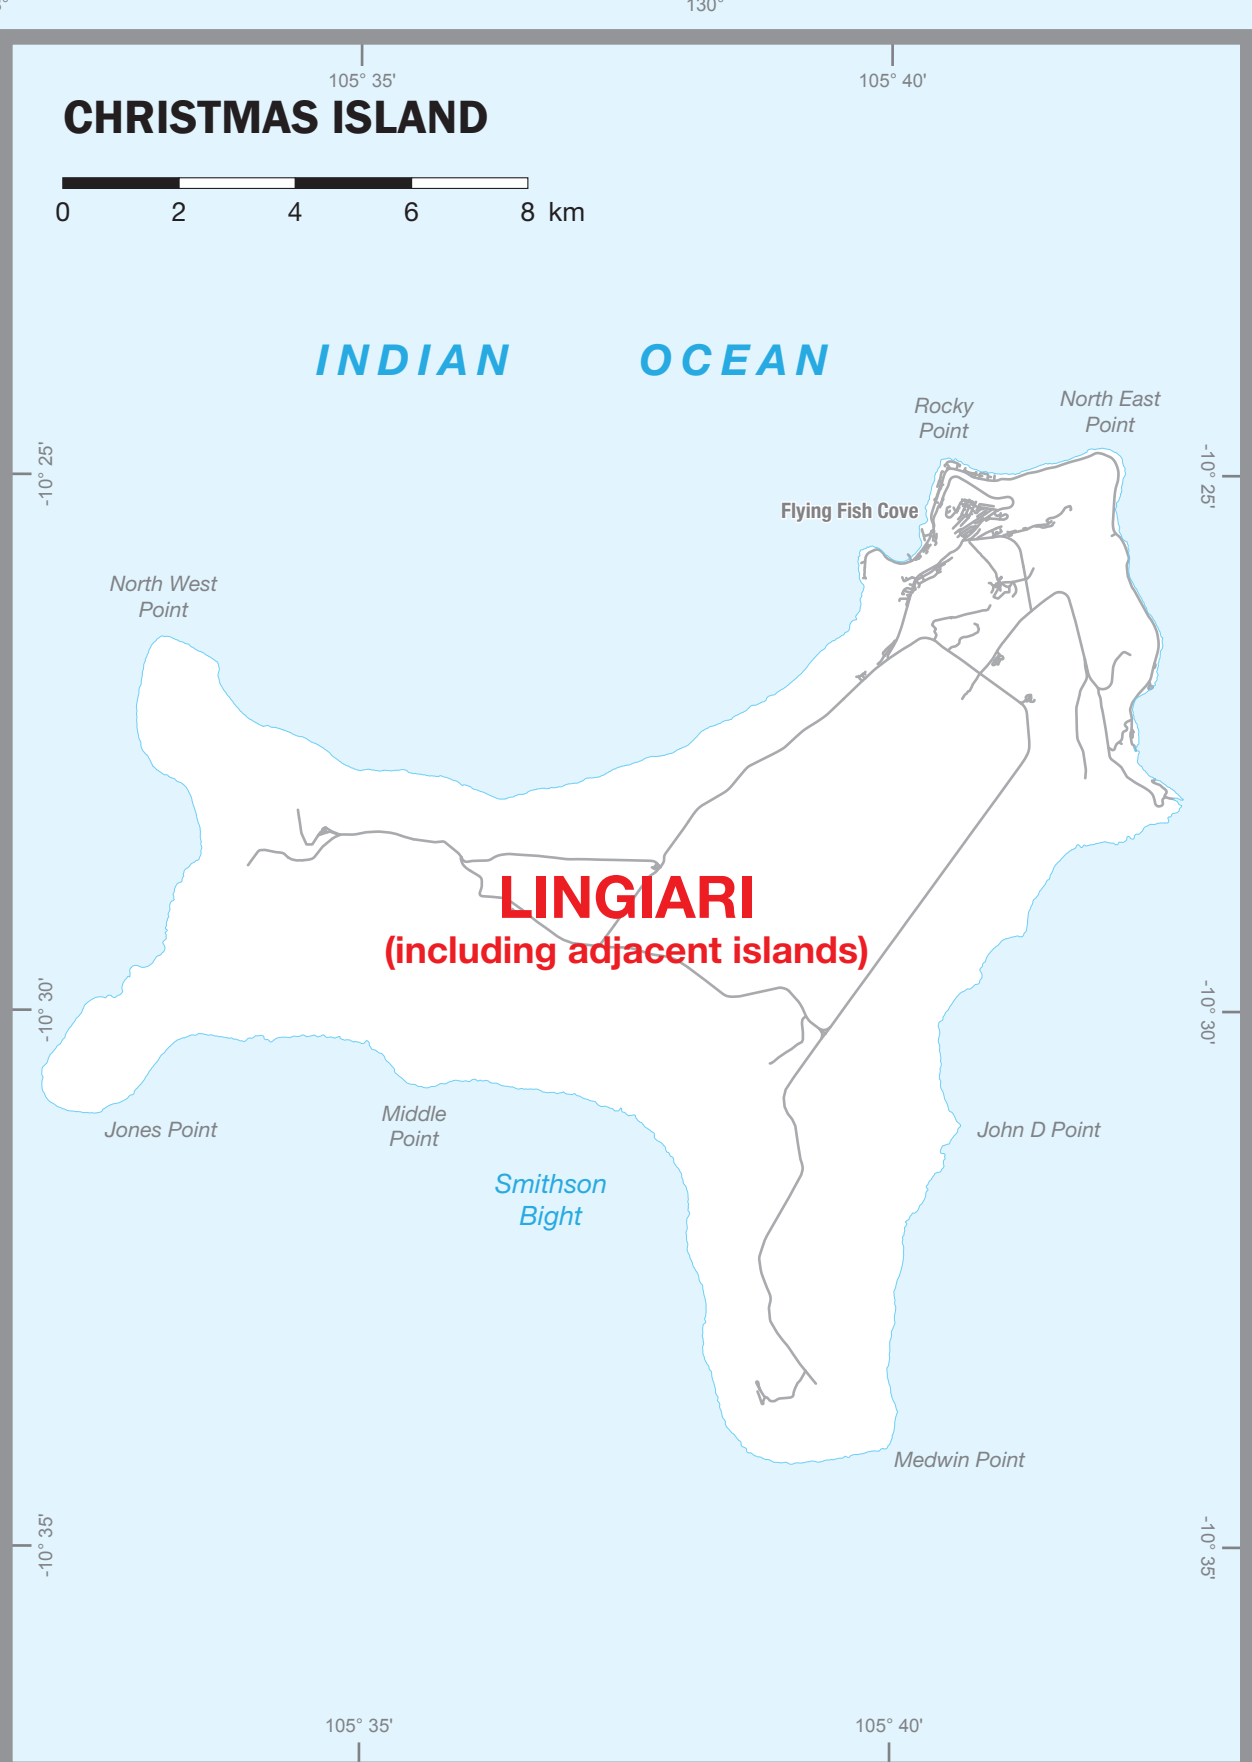 130°
105° 35'
105° 40'
CHRISTMAS ISLAND
0 2 4 6 8 km
INDIAN OCEAN
Rocky
Point
North East
Point
-10° 25'
-10° 25'
Flying Fish Cove
North West
Point
LINGIARI
(including adjacent islands)
-10° 30'
-10° 30'
Jones Point
Middle
Point
John D Point
Smithson
Bight
Medwin Point
-10° 35'
-10° 35'
105° 35'
105° 40'